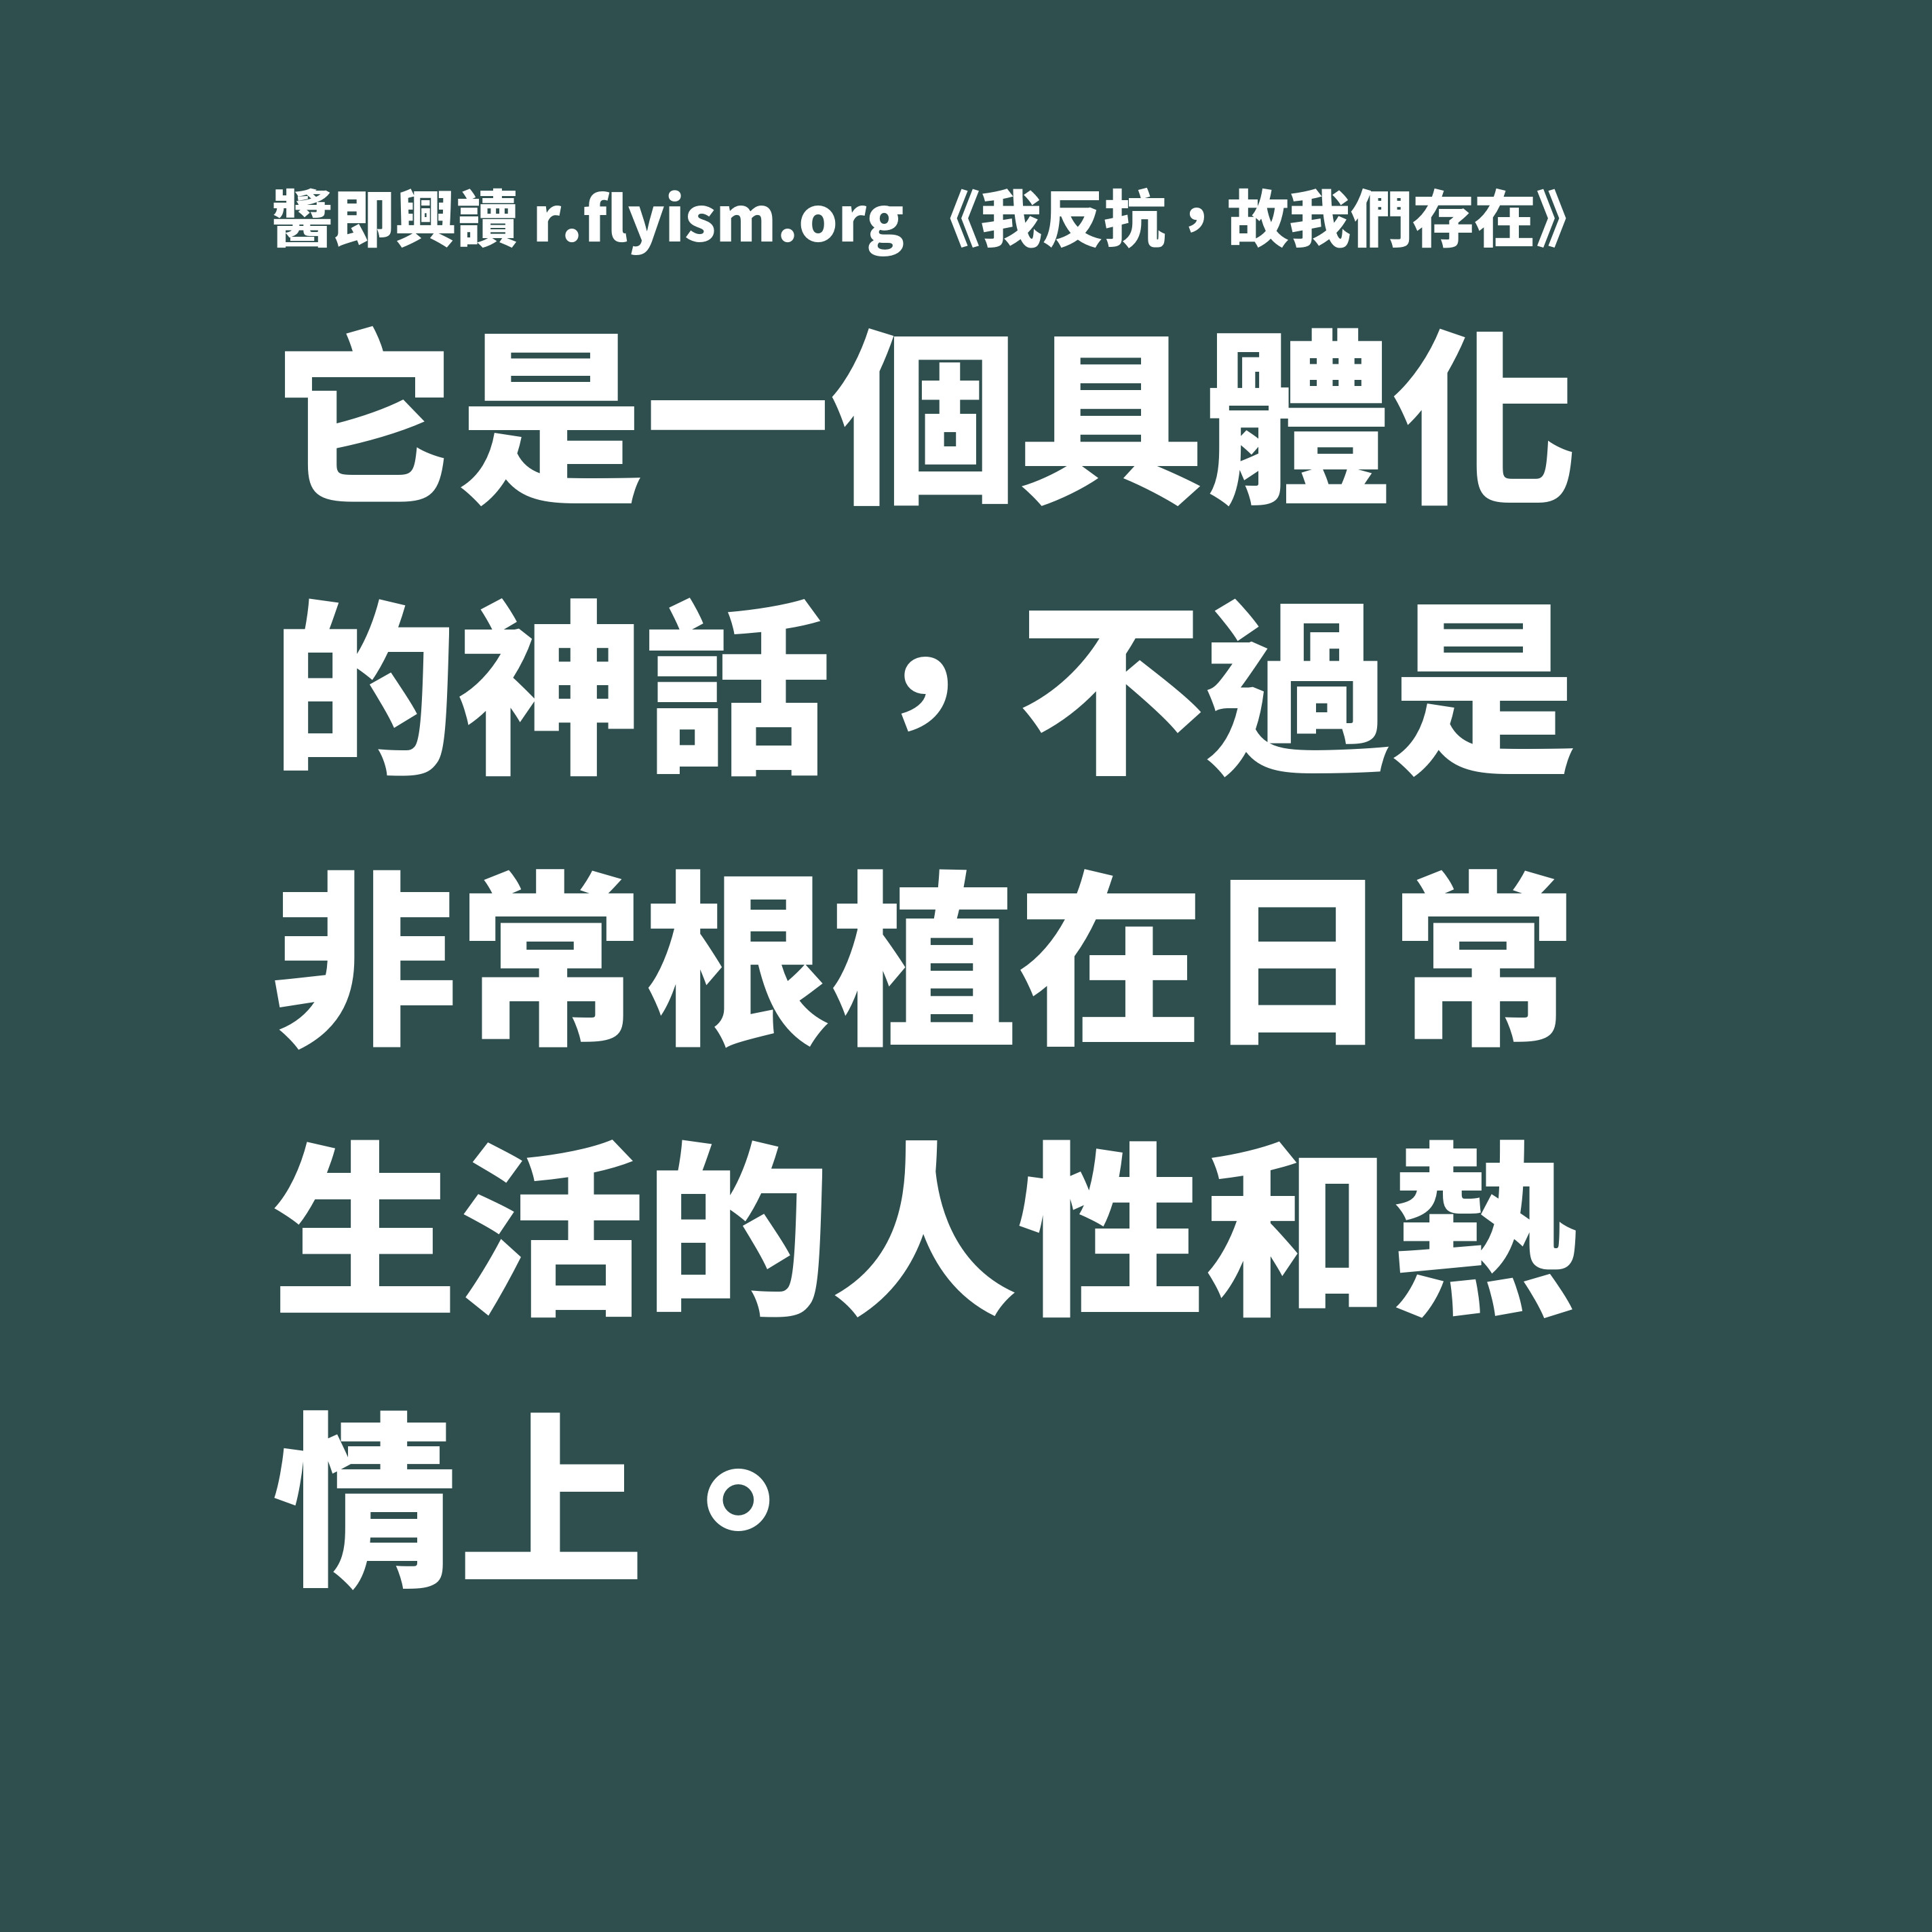 蟄即閱讀 r.flyism.org 《我反抗，故我們存在》
它是一個具體化
的神話，不過是
非常根植在日常
生活的人性和熱
情上。